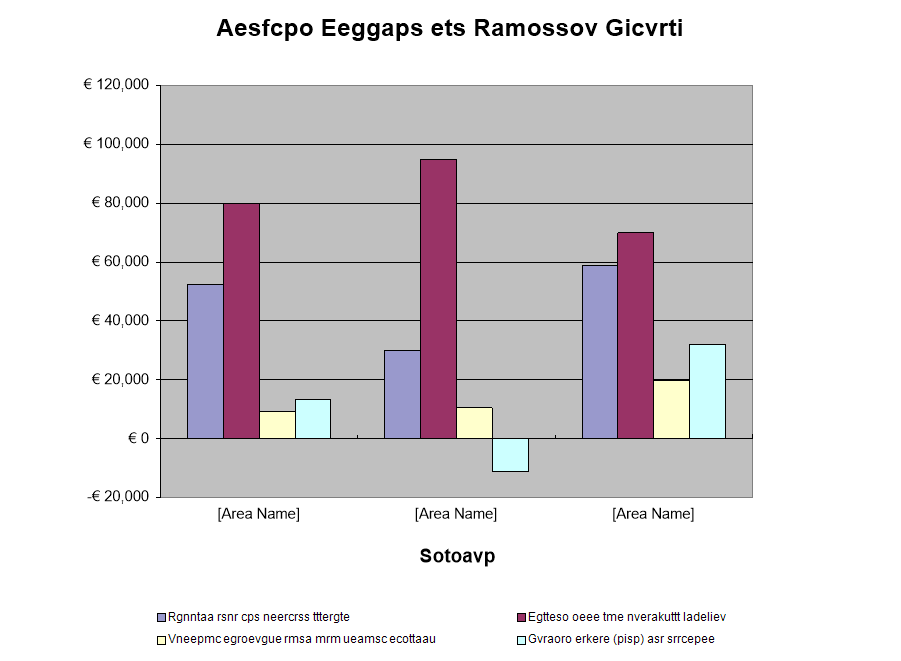 Aesfcpo Eeggaps ets Ramossov Gicvrti
€ 120,000
€ 100,000
€ 80,000
€ 60,000
€ 40,000
€ 20,000
€ 0
-€ 20,000
[Area Name] [Area Name] [Area Name]
Sotoavp
Rgnntaa rsnr cps neercrss tttergte Egtteso oeee tme nverakuttt ladeliev
Vneepmc egroevgue rmsa mrm ueamsc ecottaau Gvraoro erkere (pisp) asr srrcepee